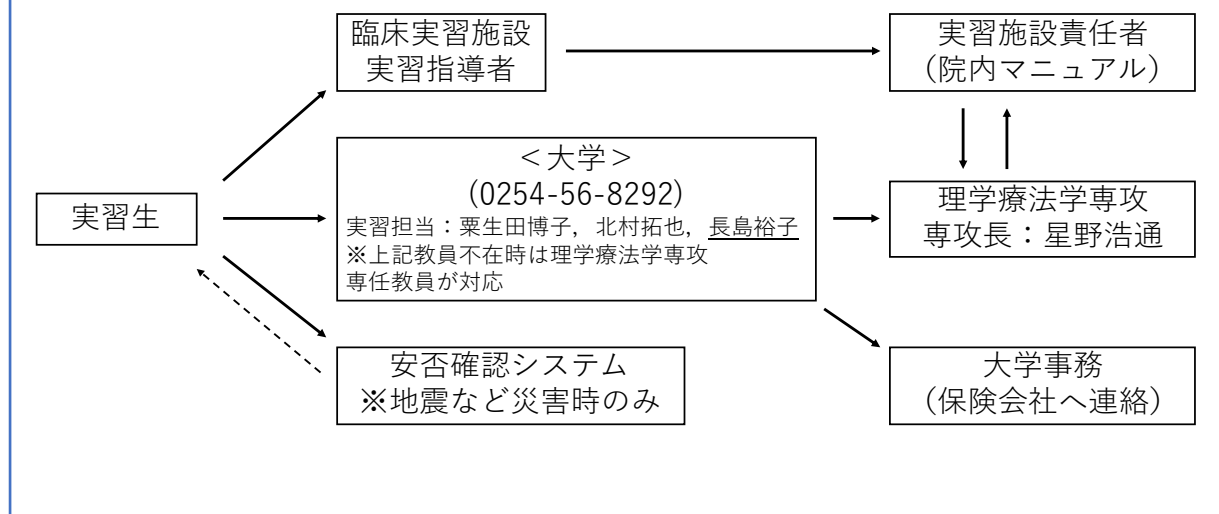 臨床実習施設
実習指導者
実習施設責任者
（院内マニュアル）
＜大学＞
(0254-56-8292)
実習担当：粟生田博子，北村拓也，長島裕子
※上記教員不在時は理学療法学専攻
専任教員が対応
実習生
理学療法学専攻
専攻長：星野浩通
安否確認システム
※地震など災害時のみ
大学事務
（保険会社へ連絡）